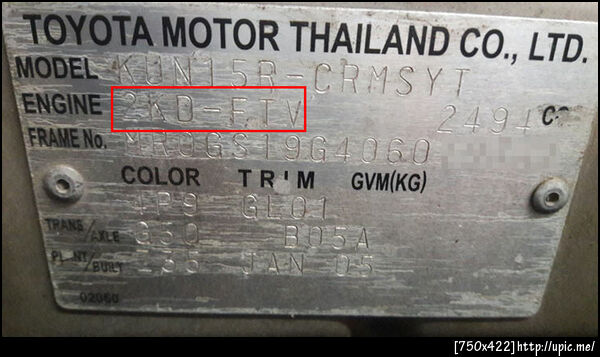 TOYOTA MOTOR THAILAND CO., LTD.
MODEL KUN15R-CRMSYT
ENGINE 2KD-FTV 2494 CC
FRAME No. MR0GS19G4060
COLOR TRIM GVM(KG)
4P9 GL01
TRANS/AXLE G50 B05A
PLNT/BUILT JAN 05
02060
[750x422]http://upic.me/